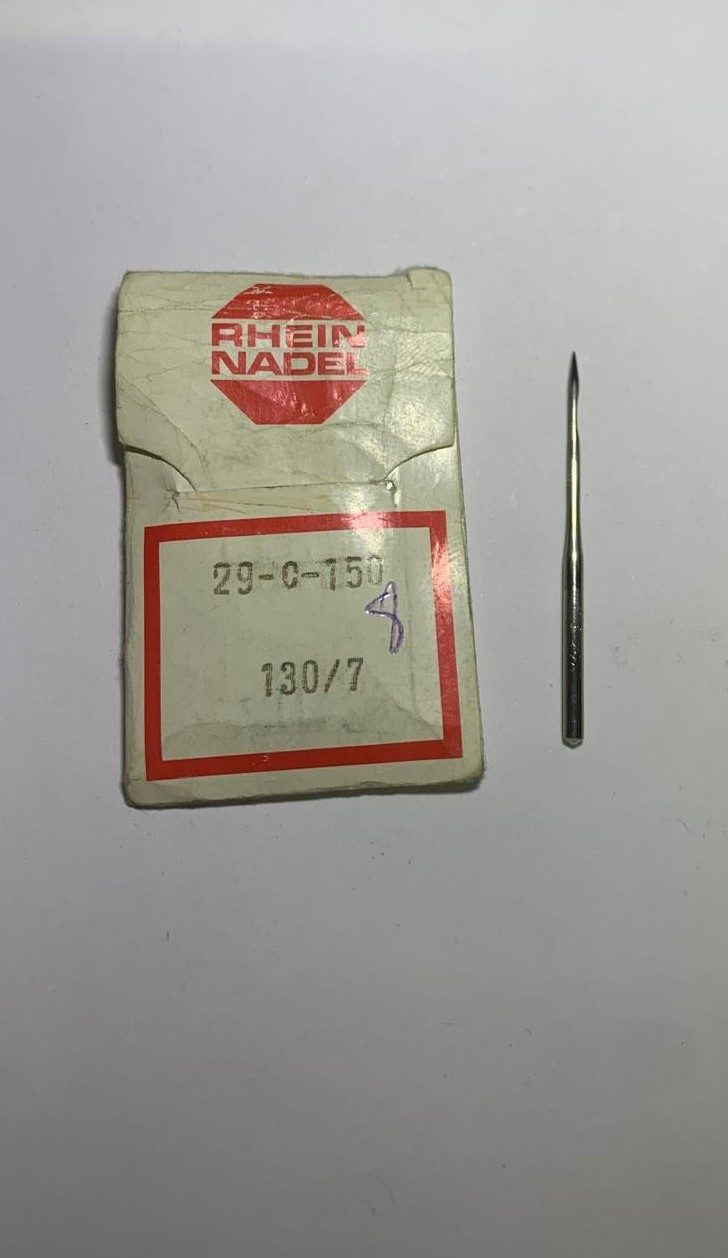 RHEIN
NADEL
29-C-150
8
130/7